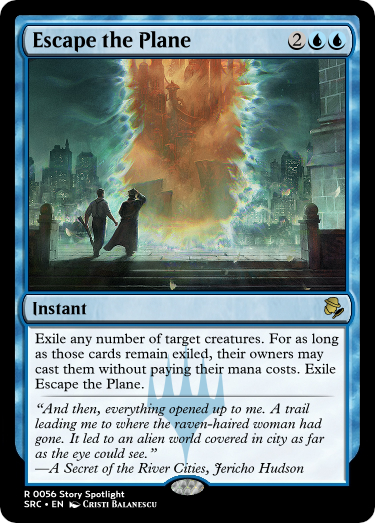 Escape the Plane 2UU
Instant
Exile any number of target creatures. For as long
as those cards remain exiled, their owners may
cast them without paying their mana costs. Exile
Escape the Plane.
“And then, everything opened up to me. A trail
leading me to where the raven-haired woman had
gone. It led to an alien world covered in city as far
as the eye could see.”
—A Secret of the River Cities, Jericho Hudson
R 0056 Story Spotlight
SRC • EN Cristi Balanescu